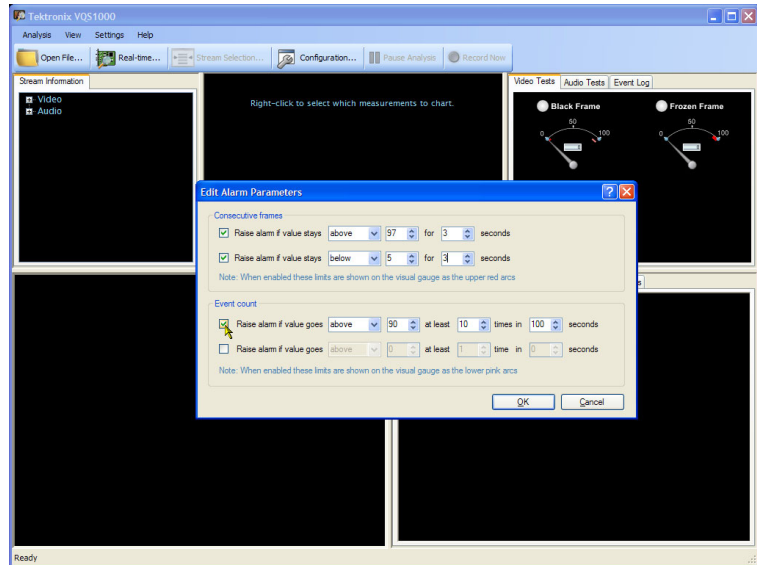 Tektronix VQS1000
Analysis View Settings Help
Open File... Real-time... Stream Selection... Configuration... Pause Analysis Record Now
Stream Information
Video
Audio
Right-click to select which measurements to chart.
Video Tests Audio Tests Event Log
Black Frame
0
50
100
Frozen Frame
0
50
100
Edit Alarm Parameters
Consecutive frames
Raise alarm if value stays above 97 for 3 seconds
Raise alarm if value stays below 5 for 3 seconds
Note: When enabled these limits are shown on the visual gauge as the upper red arcs
Event count
Raise alarm if value goes above 90 at least 10 times in 100 seconds
Raise alarm if value goes above 0 at least 1 time in 0 seconds
Note: When enabled these limits are shown on the visual gauge as the lower pink arcs
OK Cancel
Ready